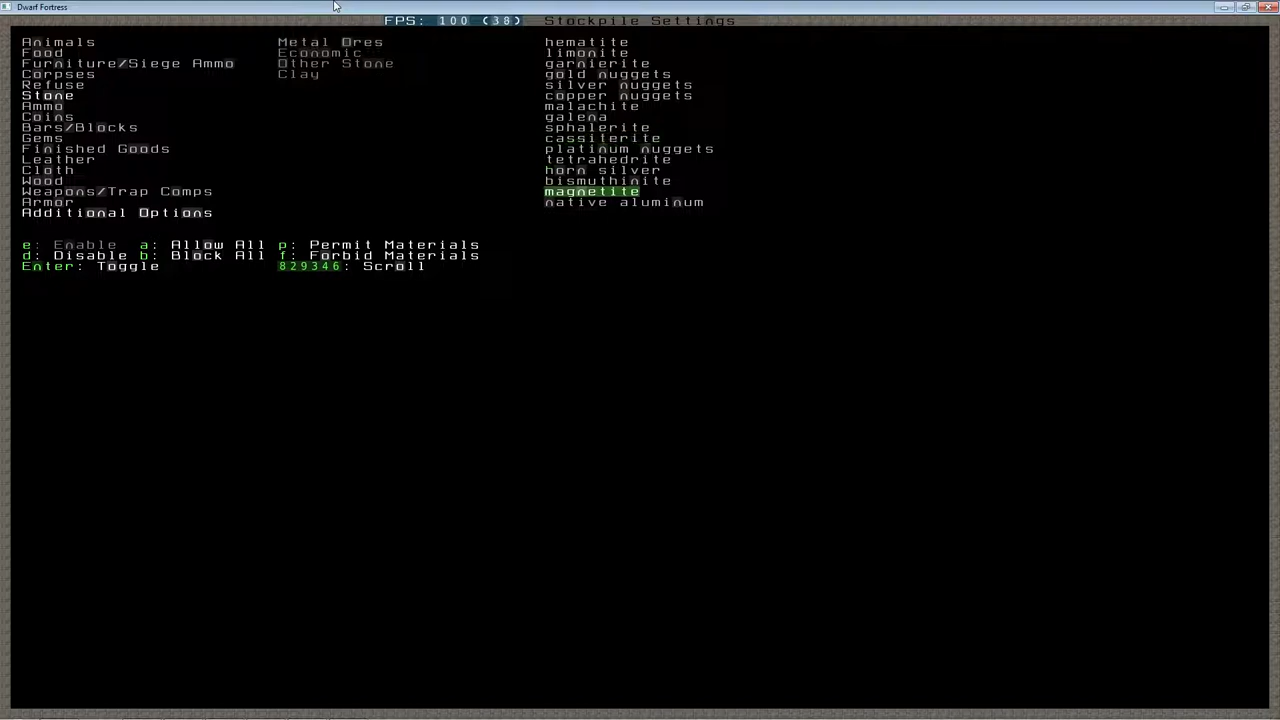 Dwarf Fortress
FPS: 100 (38) Stockpile Settings
Animals Metal Ores hematite
Food Economic limonite
Furniture/Siege Ammo Other Stone garnierite
Corpses Clay gold nuggets
Refuse silver nuggets
Stone copper nuggets
Ammo malachite
Coins galena
Bars/Blocks sphalerite
Gems cassiterite
Finished Goods platinum nuggets
Leather tetrahedrite
Cloth horn silver
Wood bismuthinite
Weapons/Trap Comps magnetite
Armor native aluminum
Additional Options
e: Enable a: Allow All p: Permit Materials
d: Disable b: Block All f: Forbid Materials
Enter: Toggle 829346: Scroll